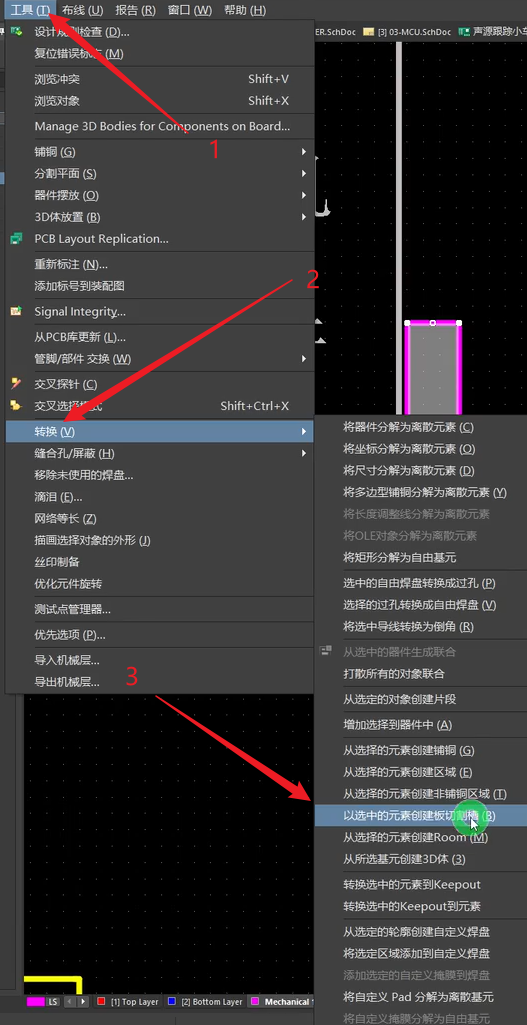 工具 (T) 布线 (U) 报告 (R) 窗口 (W) 帮助 (H)
ER.SchDoc [3] 03-MCU.SchDoc 声源跟踪小车
设计规则检查 (D)...
复位错误标志 (M)
浏览冲突 Shift+V
浏览对象 Shift+X
Manage 3D Bodies for Components on Board...
1
铺铜 (G)
分割平面 (S)
器件摆放 (O)
3D体放置 (B)
PCB Layout Replication...
重新标注 (N)...
添加标号到装配图
2
Signal Integrity...
从PCB库更新 (L)...
管脚/部件 交换 (W)
交叉探针 (C)
交叉选择模式 Shift+Ctrl+X
转换 (V)
缝合孔/屏蔽 (H)
移除未使用的焊盘...
滴泪 (E)...
网络等长 (Z)
描画选择对象的外形 (J)
丝印制备
优化元件旋转
测试点管理器...
优先选项 (P)...
导入机械层...
导出机械层...
3
将器件分解为离散元素 (C)
将坐标分解为离散元素 (O)
将尺寸分解为离散元素 (D)
将多边型铺铜分解为离散元素 (Y)
将长度调整线分解为离散元素
将OLE对象分解为离散元素
将矩形分解为自由基元
选中的自由焊盘转换成过孔 (P)
选择的过孔转换成自由焊盘 (V)
将选中导线转换为倒角 (R)
从选中的器件生成联合
打散所有的对象联合
从选定的对象创建片段
增加选择到器件中 (A)
从选择的元素创建铺铜 (G)
从选择的元素创建区域 (E)
从选择的元素创建非铺铜区域 (T)
以选中的元素创建板切割槽 (B)
从选择的元素创建Room (M)
从所选基元创建3D体 (3)
转换选中的元素到Keepout
转换选中的Keepout到元素
从选定的轮廓创建自定义焊盘
将选定区域添加到自定义焊盘
添加选定的自定义掩膜到焊盘
将自定义 Pad 分解为离散基元
将自定义掩膜分解为自由基元
LS [1] Top Layer [2] Bottom Layer Mechanical 1